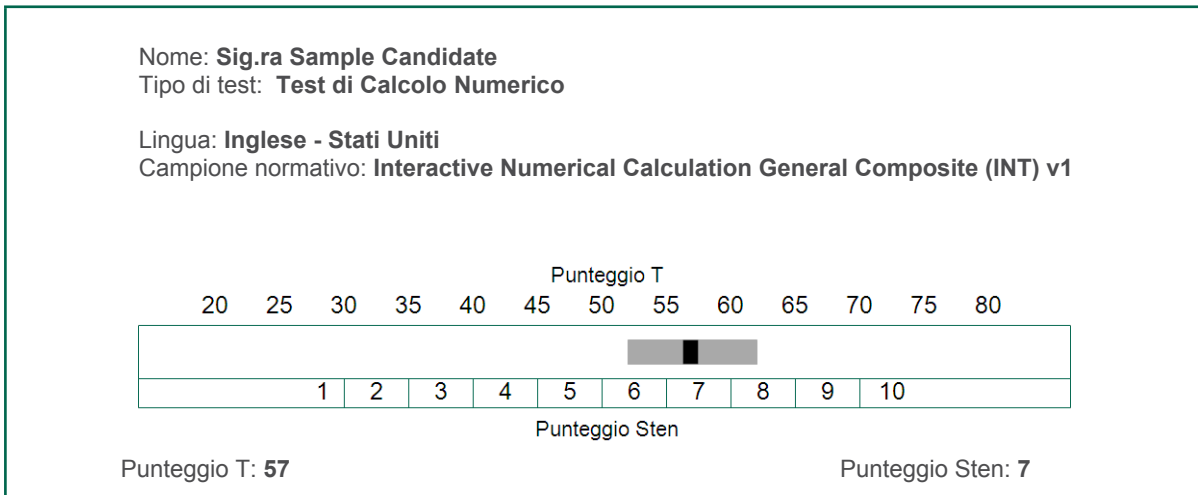 Nome: Sig.ra Sample Candidate
Tipo di test: Test di Calcolo Numerico
Lingua: Inglese - Stati Uniti
Campione normativo: Interactive Numerical Calculation General Composite (INT) v1
Punteggio T
20 25 30 35 40 45 50 55 60 65 70 75 80
1 2 3 4 5 6 7 8 9 10
Punteggio Sten
Punteggio T: 57 Punteggio Sten: 7